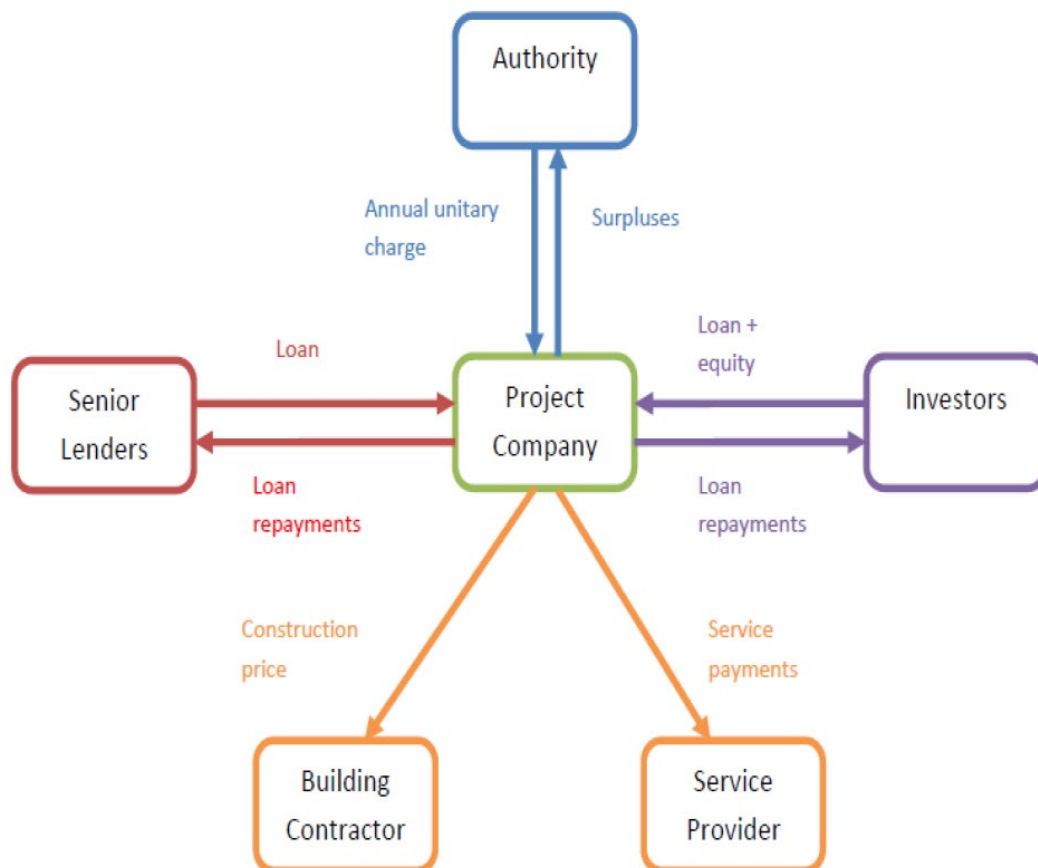 Authority
Annual unitary
charge
Surpluses
Loan
Loan +
equity
Senior
Lenders
Project
Company
Investors
Loan
repayments
Loan
repayments
Construction
price
Service
payments
Building
Contractor
Service
Provider